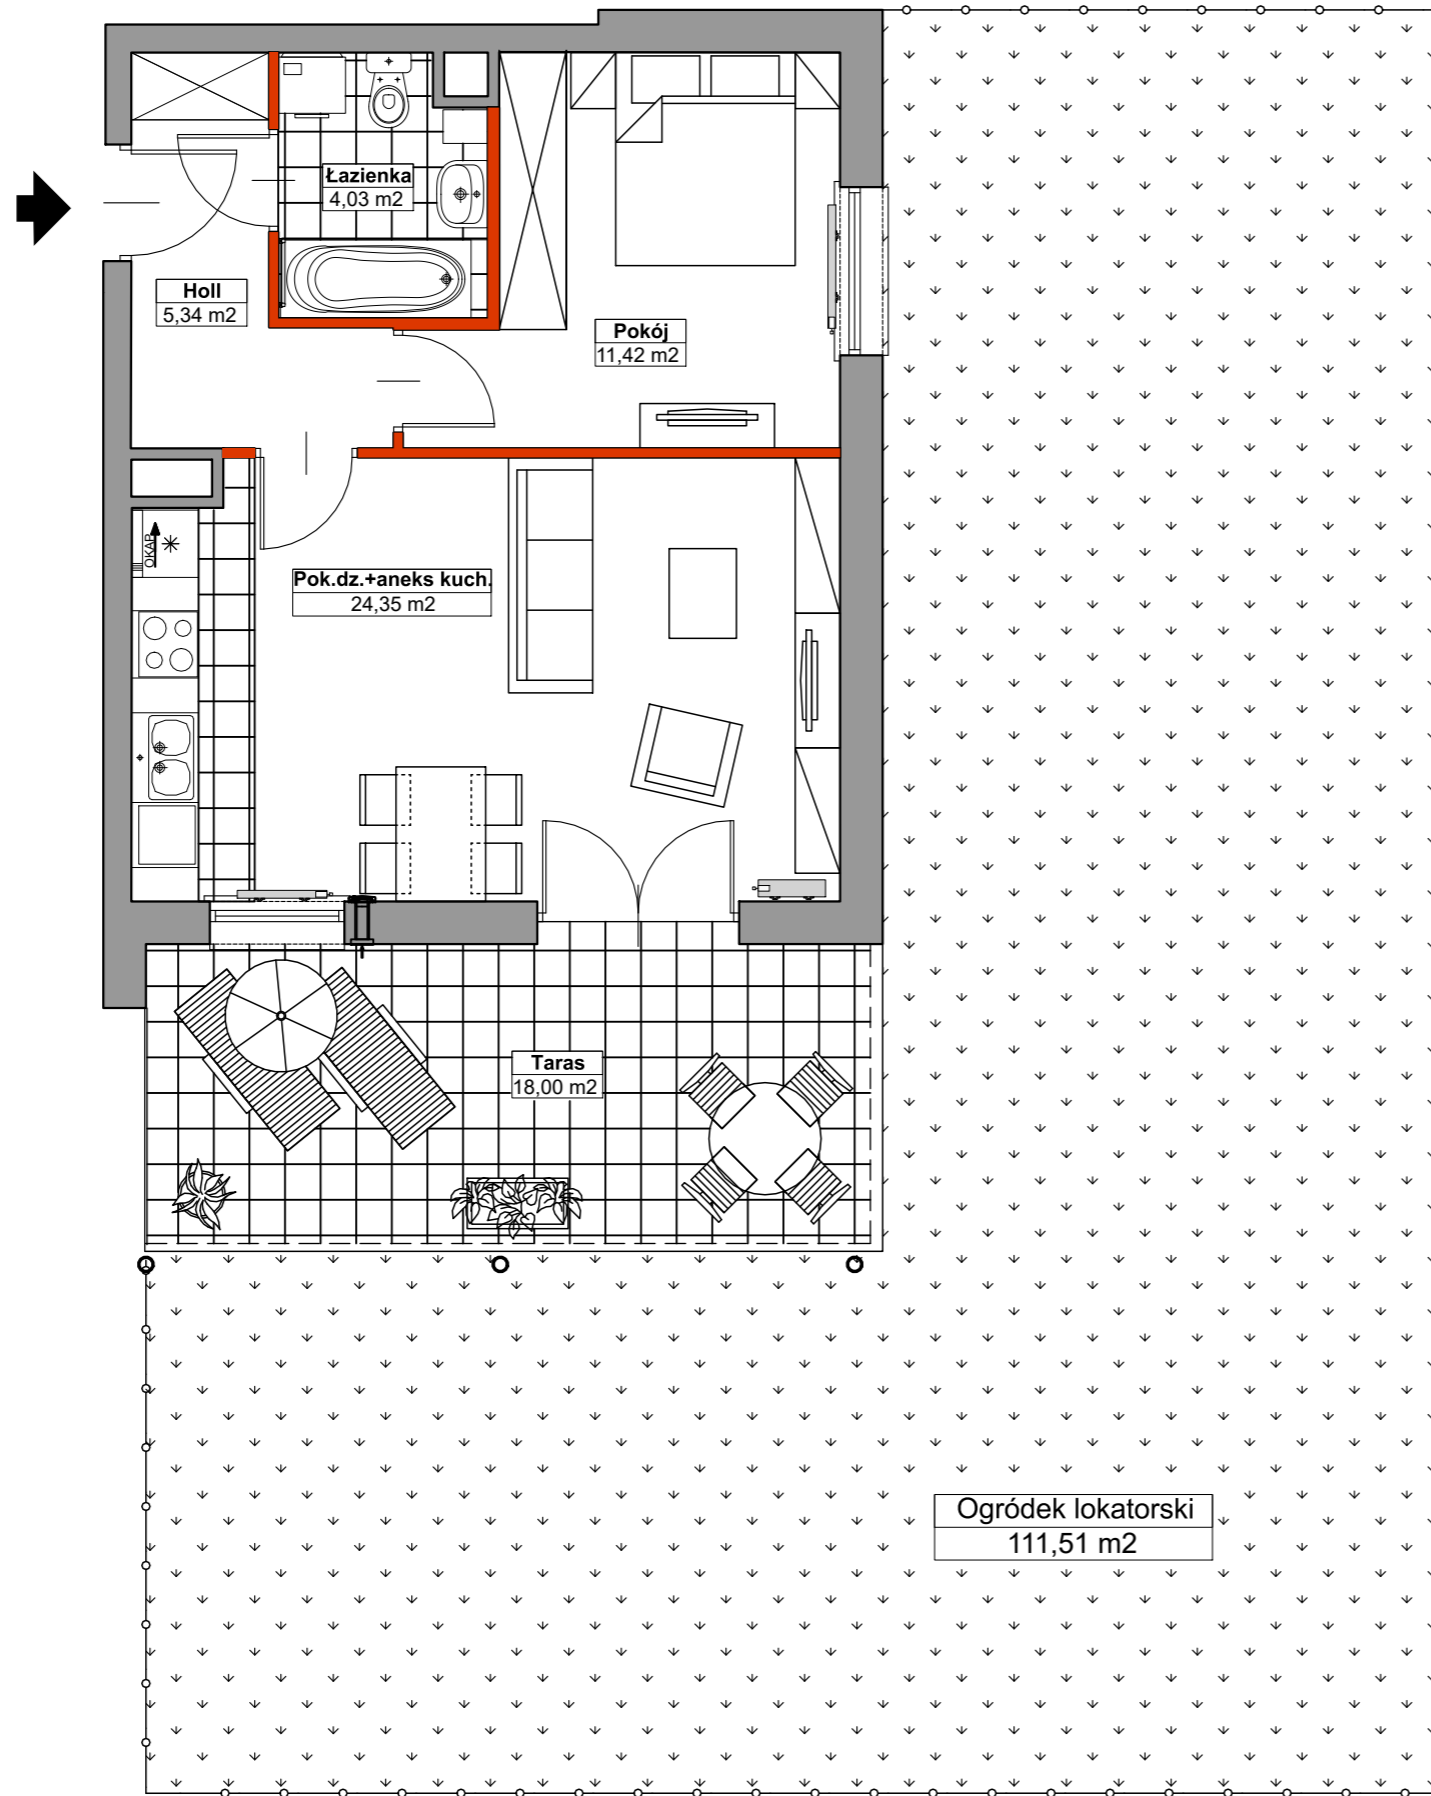 Łazienka
4,03 m2
Holl
5,34 m2
Pokój
11,42 m2
OKAP
Pok.dz.+aneks kuch.
24,35 m2
Taras
18,00 m2
Ogródek lokatorski
111,51 m2